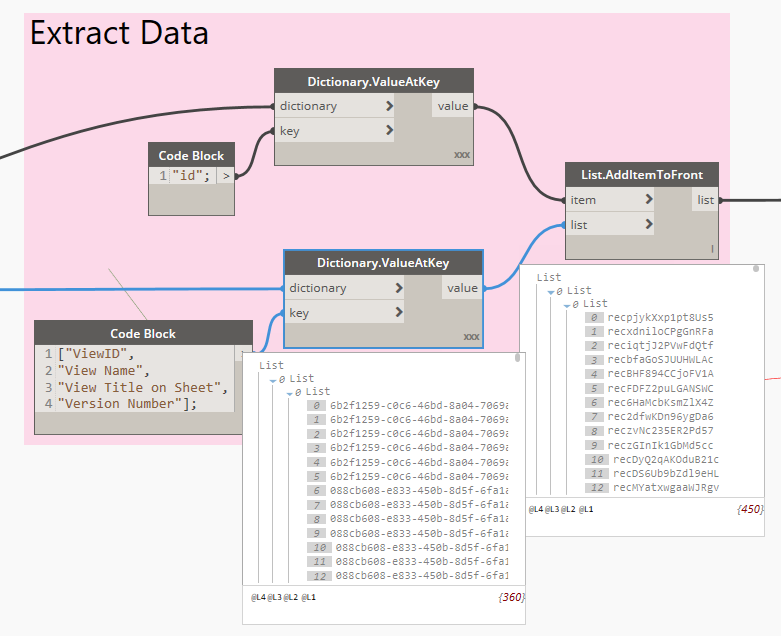 Extract Data
Dictionary.ValueAtKey
dictionary > value
key >
xxx
Code Block
1 "id"; >
List.AddItemToFront
item > list
list >
l
Dictionary.ValueAtKey
dictionary > value
key >
xxx
Code Block
1 ["ViewID", >
2 "View Name",
3 "View Title on Sheet",
4 "Version Number"];
List
0 List
0 List
0 6b2f1259-c0c6-46bd-8a04-7069a
1 6b2f1259-c0c6-46bd-8a04-7069a
2 6b2f1259-c0c6-46bd-8a04-7069a
3 6b2f1259-c0c6-46bd-8a04-7069a
4 6b2f1259-c0c6-46bd-8a04-7069a
5 6b2f1259-c0c6-46bd-8a04-7069a
6 088cb608-e833-450b-8d5f-6fa1a
7 088cb608-e833-450b-8d5f-6fa1a
8 088cb608-e833-450b-8d5f-6fa1a
9 088cb608-e833-450b-8d5f-6fa1a
10 088cb608-e833-450b-8d5f-6fa1
11 088cb608-e833-450b-8d5f-6fa1
12 088cb608-e833-450b-8d5f-6fa1
@L4 @L3 @L2 @L1 {360}
List
0 List
0 List
0 recpjykXxp1pt8Us5
1 recxdniloCPgGnRFa
2 reciqtjJ2PVwFdQtf
3 recbfaGoSJUUHWLAc
4 recBHF894CCjoFV1A
5 recFDFZ2puLGANSWC
6 rec6HaMcbKsmZlX4Z
7 rec2dfwKDn96ygDa6
8 reczvNc235ER2Pd57
9 reczGInIk1GbMd5cc
10 recDyQ2qAKOduB21c
11 recDS6Ub9bZdl9eHL
12 recMYatxwgaaWJRgv
@L4 @L3 @L2 @L1 {450}